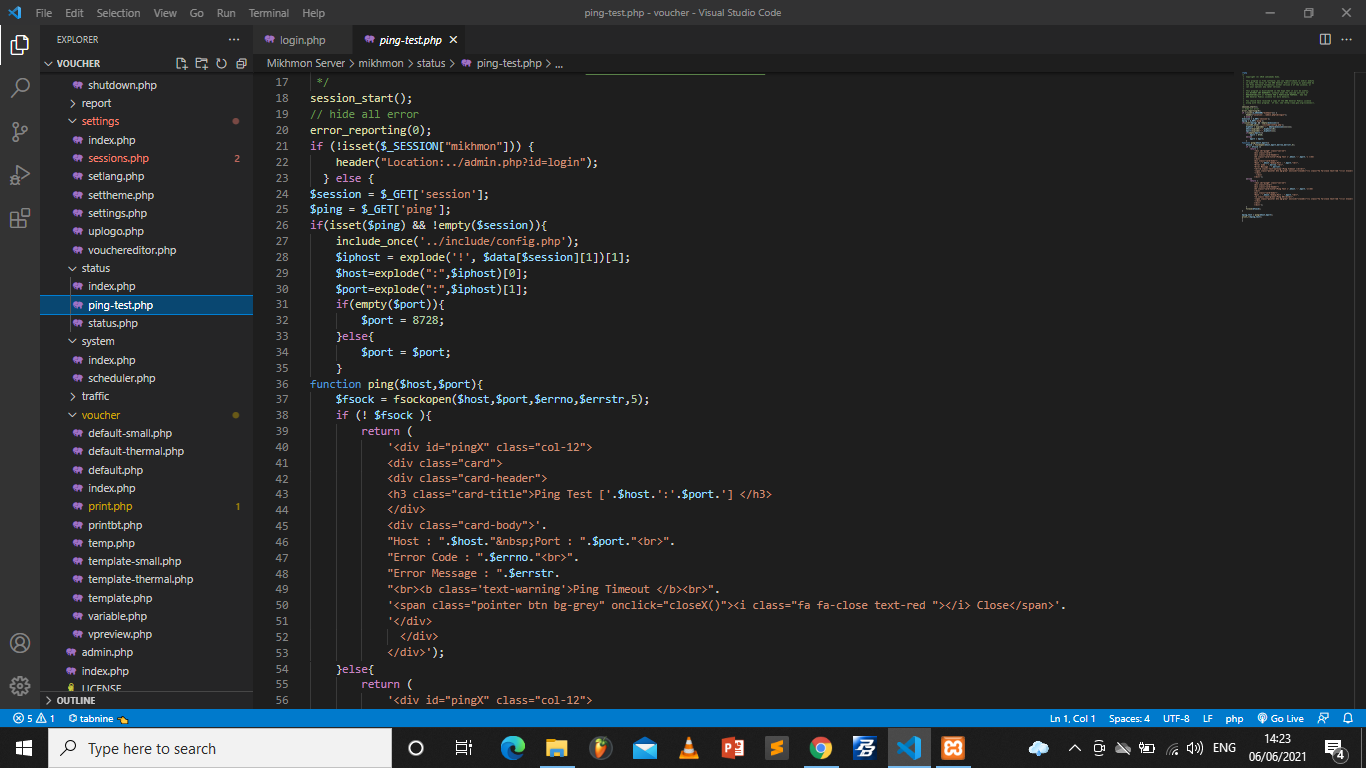 File Edit Selection View Go Run Terminal Help
ping-test.php - voucher - Visual Studio Code
EXPLORER
VOUCHER
shutdown.php
report
settings
index.php
sessions.php 2
setlang.php
settheme.php
settings.php
uplogo.php
vouchereditor.php
status
index.php
ping-test.php
status.php
system
index.php
scheduler.php
traffic
voucher
default-small.php
default-thermal.php
default.php
index.php
print.php 1
printbt.php
temp.php
template-small.php
template-thermal.php
template.php
variable.php
vpreview.php
admin.php
index.php
LICENSE
OUTLINE
login.php
ping-test.php
Mikhmon Server > mikhmon > status > ping-test.php > ...
17 */
18 session_start();
19 // hide all error
20 error_reporting(0);
21 if (!isset($_SESSION["mikhmon"])) {
22 header("Location:../admin.php?id=login");
23 } else {
24 $session = $_GET['session'];
25 $ping = $_GET['ping'];
26 if(isset($ping) && !empty($session)){
27 include_once('../include/config.php');
28 $iphost = explode('!', $data[$session][1])[1];
29 $host=explode(":",$iphost)[0];
30 $port=explode(":",$iphost)[1];
31 if(empty($port)){
32 $port = 8728;
33 }else{
34 $port = $port;
35 }
36 function ping($host,$port){
37 $fsock = fsockopen($host,$port,$errno,$errstr,5);
38 if (! $fsock ){
39 return (
40 '<div id="pingX" class="col-12">
41 <div class="card">
42 <div class="card-header">
43 <h3 class="card-title">Ping Test ['.$host.':'.$port.'] </h3>
44 </div>
45 <div class="card-body">'.
46 "Host : ".$host."&nbsp;Port : ".$port."<br>".
47 "Error Code : ".$errno."<br>".
48 "Error Message : ".$errstr.
49 "<br><b class='text-warning'>Ping Timeout </b><br>".
50 '<span class="pointer btn bg-grey" onclick="closeX()"><i class="fa fa-close text-red "></i> Close</span>'.
51 '</div>
52 </div>
53 </div>');
54 }else{
55 return (
56 '<div id="pingX" class="col-12">
5 1 tabnine
Ln 1, Col 1 Spaces: 4 UTF-8 LF php Go Live
Type here to search
ENG
14:23
06/06/2021
4